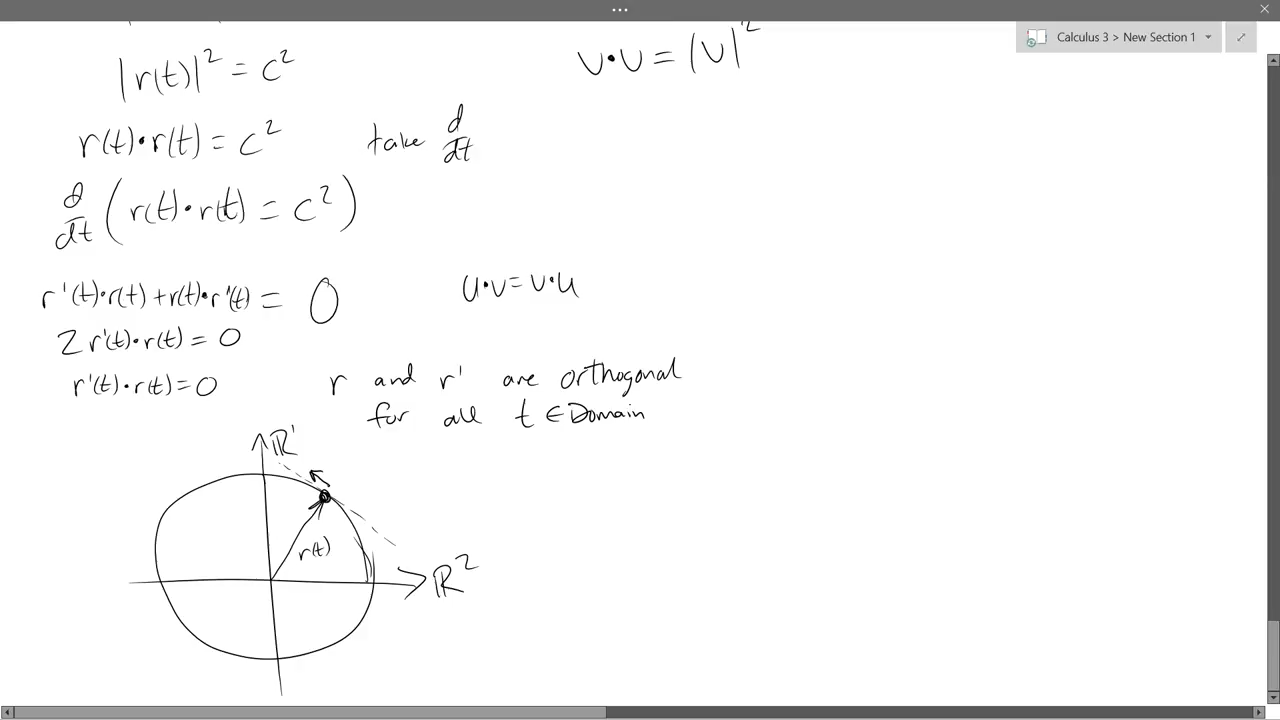 Calculus 3 > New Section 1
|r(t)|² = c²
v•v = |v|²
r(t)•r(t) = c² take d/dt
d/dt (r(t)•r(t) = c²)
r'(t)•r(t) + r(t)•r'(t) = 0
u•v = v•u
2 r'(t)•r(t) = 0
r'(t)•r(t) = 0
r and r' are orthogonal
for all t ∈ Domain
ℝ'
r(t)
ℝ²